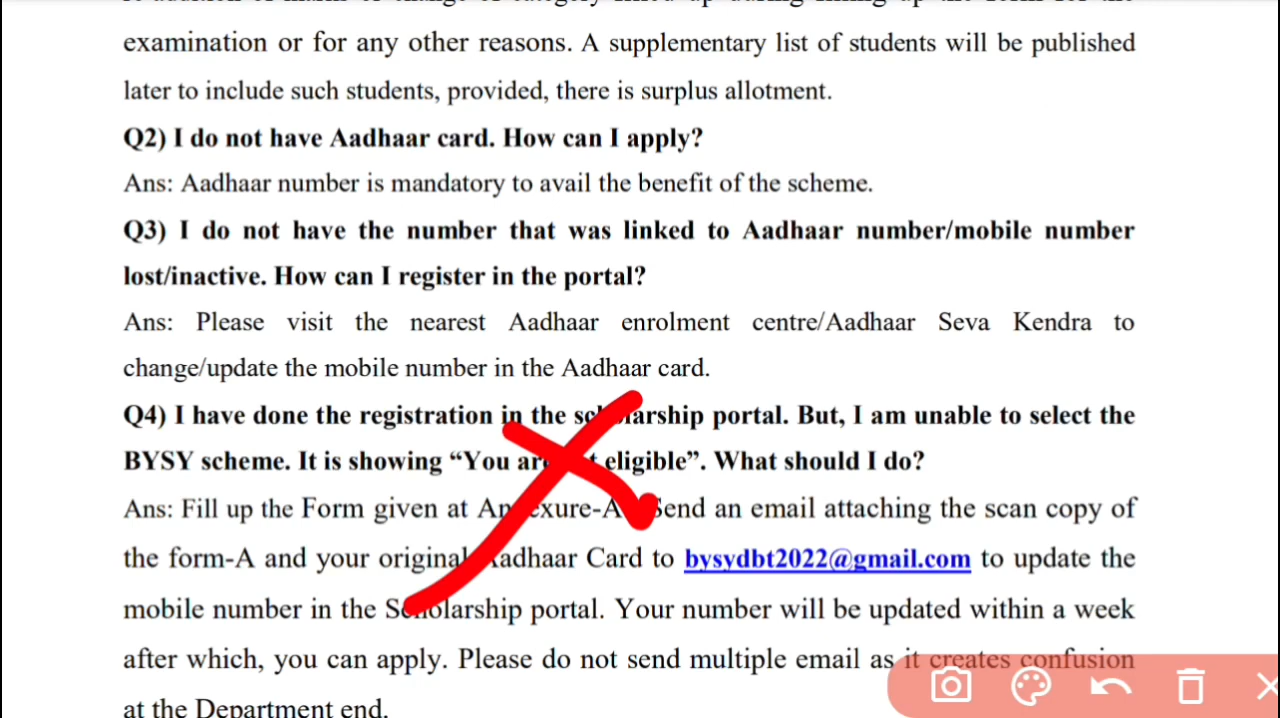 examination or for any other reasons. A supplementary list of students will be published
later to include such students, provided, there is surplus allotment.
Q2) I do not have Aadhaar card. How can I apply?
Ans: Aadhaar number is mandatory to avail the benefit of the scheme.
Q3) I do not have the number that was linked to Aadhaar number/mobile number
lost/inactive. How can I register in the portal?
Ans: Please visit the nearest Aadhaar enrolment centre/Aadhaar Seva Kendra to
change/update the mobile number in the Aadhaar card.
Q4) I have done the registration in the scholarship portal. But, I am unable to select the
BYSY scheme. It is showing “You are not eligible”. What should I do?
Ans: Fill up the Form given at Annexure-A. Send an email attaching the scan copy of
the form-A and your original Aadhaar Card to bysydbt2022@gmail.com to update the
mobile number in the Scholarship portal. Your number will be updated within a week
after which, you can apply. Please do not send multiple email as it creates confusion
at the Department end.